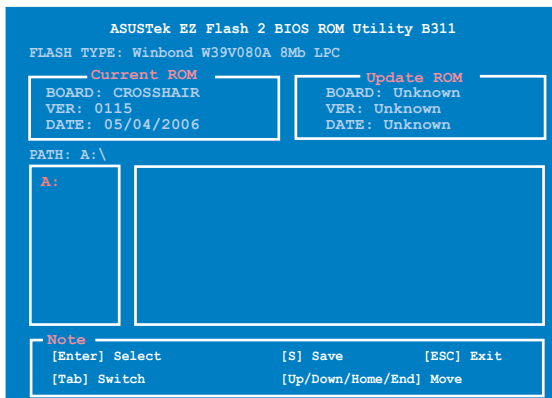 ASUSTek EZ Flash 2 BIOS ROM Utility B311
FLASH TYPE: Winbond W39V080A 8Mb LPC
Current ROM
BOARD: CROSSHAIR
VER: 0115
DATE: 05/04/2006
Update ROM
BOARD: Unknown
VER: Unknown
DATE: Unknown
PATH: A:\
A:
Note
[Enter] Select [S] Save [ESC] Exit
[Tab] Switch [Up/Down/Home/End] Move